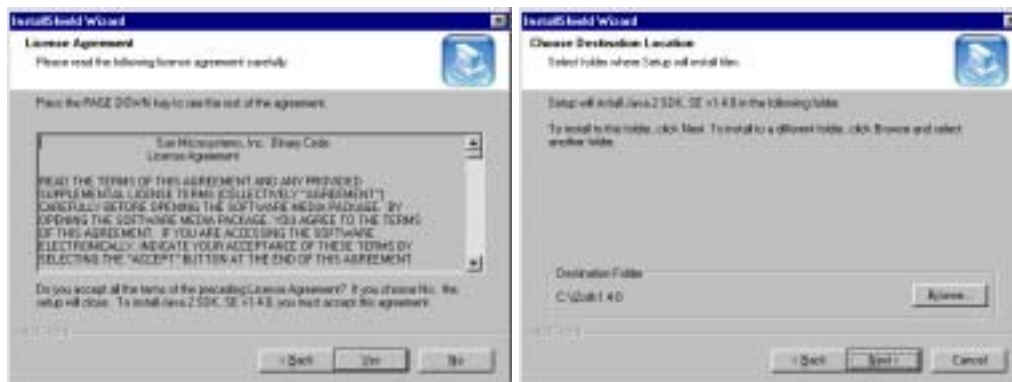 InstallShield Wizard
License Agreement
Please read the following license agreement carefully.
Press the PAGE DOWN key to see the rest of the agreement.
Sun Microsystems, Inc. Binary Code
License Agreement
READ THE TERMS OF THIS AGREEMENT AND ANY PROVIDED
SUPPLEMENTAL LICENSE TERMS (COLLECTIVELY "AGREEMENT")
CAREFULLY BEFORE OPENING THE SOFTWARE MEDIA PACKAGE. BY
OPENING THE SOFTWARE MEDIA PACKAGE, YOU AGREE TO THE TERMS
OF THIS AGREEMENT. IF YOU ARE ACCESSING THE SOFTWARE
ELECTRONICALLY, INDICATE YOUR ACCEPTANCE OF THESE TERMS BY
SELECTING THE "ACCEPT" BUTTON AT THE END OF THIS AGREEMENT
Do you accept all the terms of the preceding License Agreement? If you choose No, the
setup will close. To install Java 2 SDK, SE v1.4.0, you must accept this agreement.
< Back
Yes
No
InstallShield Wizard
Choose Destination Location
Select folder where Setup will install files.
Setup will install Java 2 SDK, SE v1.4.0 in the following folder.
To install to this folder, click Next. To install to a different folder, click Browse and select
another folder.
Destination Folder
Browse...
< Back
Next >
Cancel